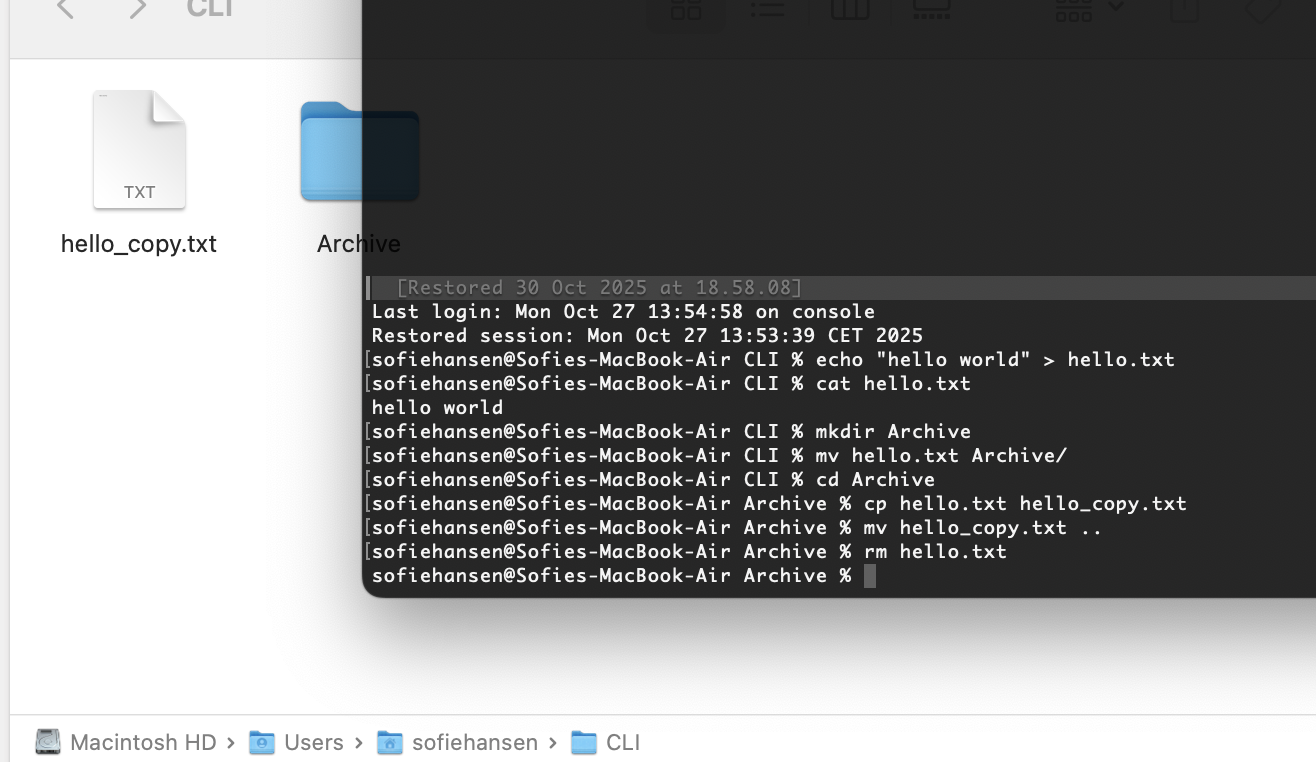 CLI
TXT
hello_copy.txt
Archive
[Restored 30 Oct 2025 at 18.58.08]
Last login: Mon Oct 27 13:54:58 on console
Restored session: Mon Oct 27 13:53:39 CET 2025
[sofiehansen@Sofies-MacBook-Air CLI % echo "hello world" > hello.txt
[sofiehansen@Sofies-MacBook-Air CLI % cat hello.txt
hello world
[sofiehansen@Sofies-MacBook-Air CLI % mkdir Archive
[sofiehansen@Sofies-MacBook-Air CLI % mv hello.txt Archive/
[sofiehansen@Sofies-MacBook-Air CLI % cd Archive
[sofiehansen@Sofies-MacBook-Air Archive % cp hello.txt hello_copy.txt
[sofiehansen@Sofies-MacBook-Air Archive % mv hello_copy.txt ..
[sofiehansen@Sofies-MacBook-Air Archive % rm hello.txt
sofiehansen@Sofies-MacBook-Air Archive %
Macintosh HD › Users › sofiehansen › CLI